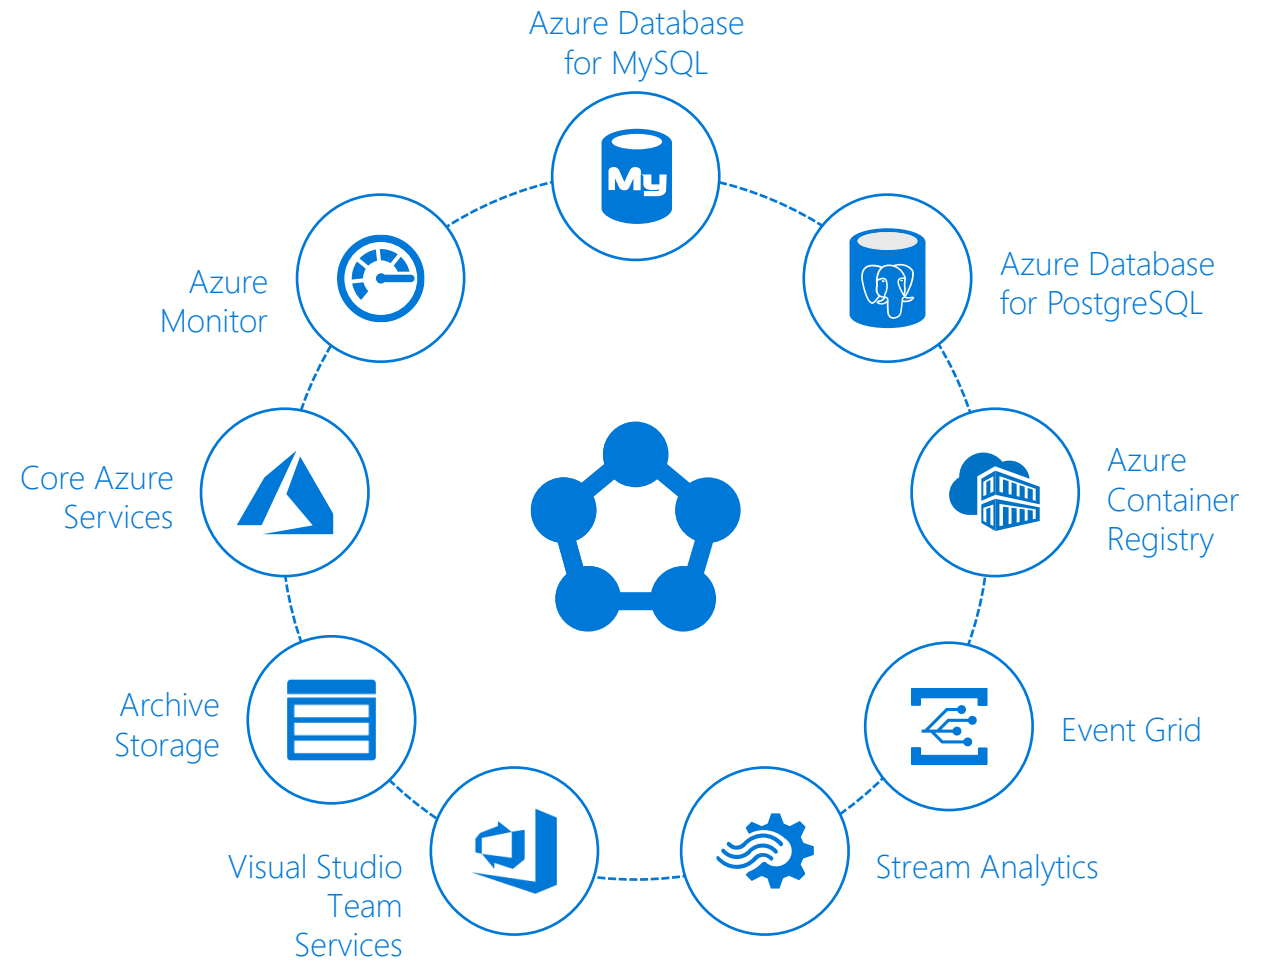 Azure Database
for MySQL
My
Azure Database
for PostgreSQL
Azure
Container
Registry
Event Grid
Stream Analytics
Visual Studio
Team
Services
Archive
Storage
Core Azure
Services
Azure
Monitor